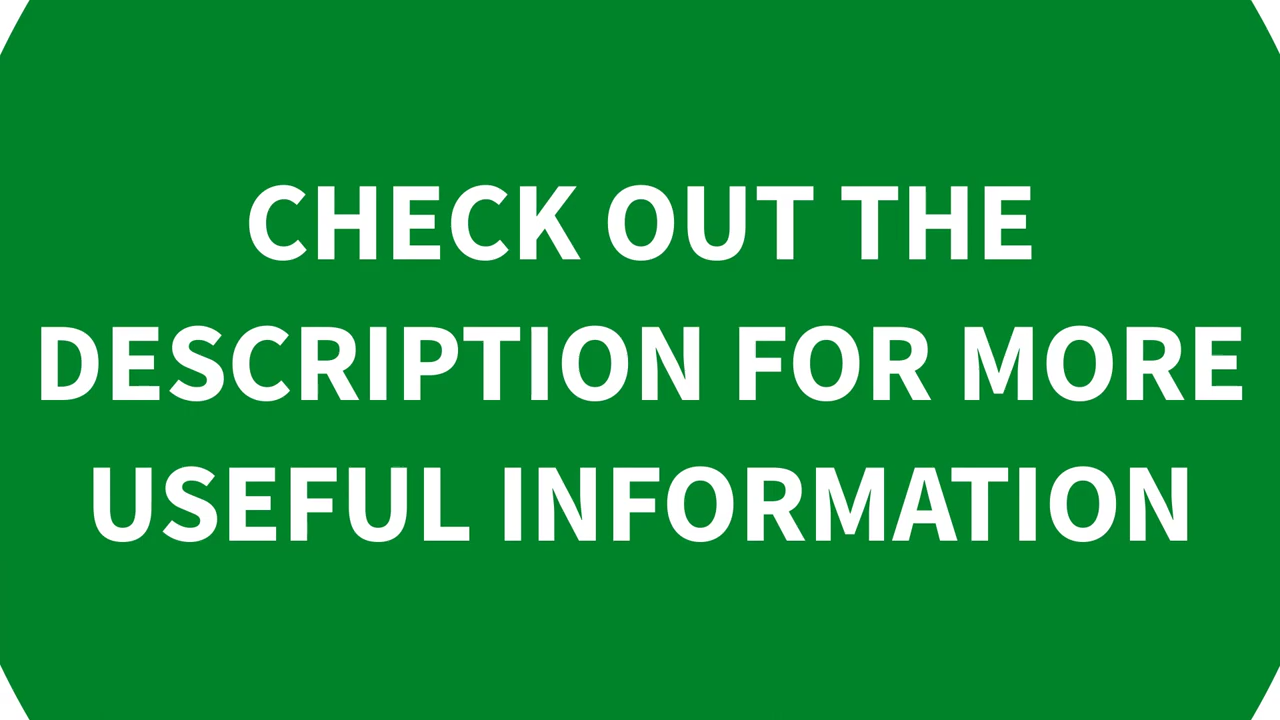 CHECK OUT THE
DESCRIPTION FOR MORE
USEFUL INFORMATION